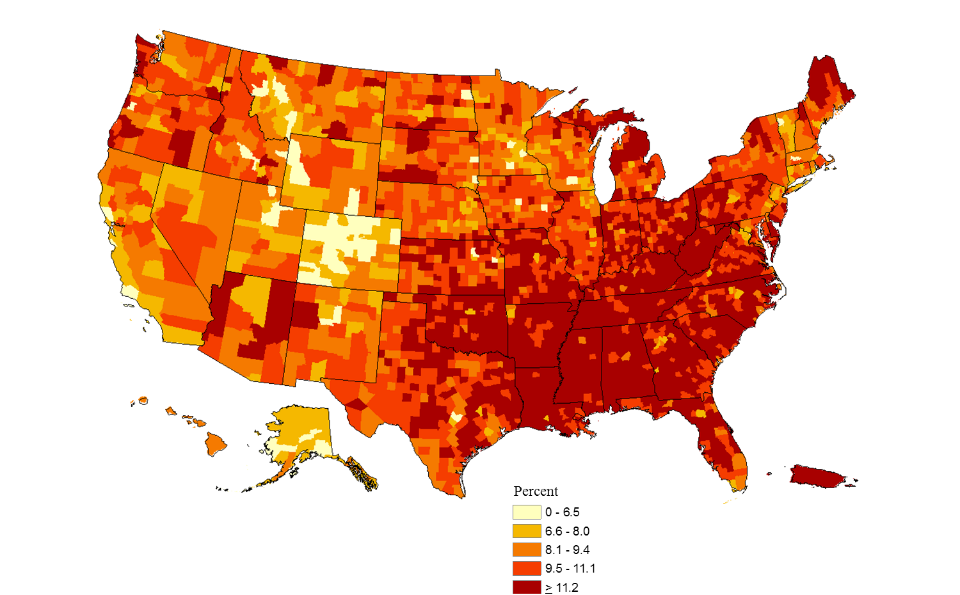 Percent
0 - 6.5
6.6 - 8.0
8.1 - 9.4
9.5 - 11.1
≥ 11.2